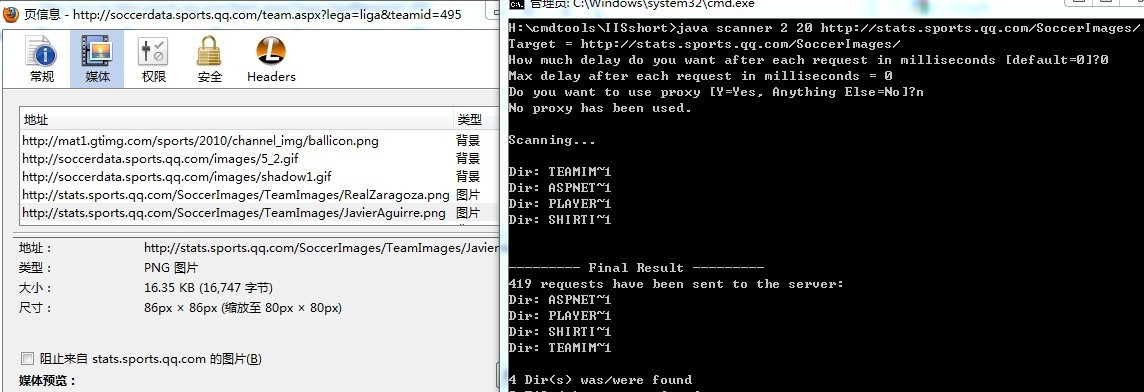 页信息 - http://soccerdata.sports.qq.com/team.aspx?lega=liga&teamid=495
常规 媒体 权限 安全 Headers
地址 类型
http://mat1.gtimg.com/sports/2010/channel_img/ballicon.png 背景
http://soccerdata.sports.qq.com/images/5_2.gif 背景
http://soccerdata.sports.qq.com/images/shadow1.gif 背景
http://stats.sports.qq.com/SoccerImages/TeamImages/RealZaragoza.png 图片
http://stats.sports.qq.com/SoccerImages/TeamImages/JavierAguirre.png 图片
地址： http://stats.sports.qq.com/SoccerImages/TeamImages/Javier
类型： PNG 图片
大小： 16.35 KB (16,747 字节)
尺寸： 86px × 86px (缩放至 80px × 80px)
阻止来自 stats.sports.qq.com 的图片(B)
媒体预览：
管理员: C:\Windows\system32\cmd.exe
H:\cmdtools\IISshort>java scanner 2 20 http://stats.sports.qq.com/SoccerImages/
Target = http://stats.sports.qq.com/SoccerImages/
How much delay do you want after each request in milliseconds [default=0]?0
Max delay after each request in milliseconds = 0
Do you want to use proxy [Y=Yes, Anything Else=No]?n
No proxy has been used.
Scanning...
Dir: TEAMIM~1
Dir: ASPNET~1
Dir: PLAYER~1
Dir: SHIRTI~1
--------- Final Result ---------
419 requests have been sent to the server:
Dir: ASPNET~1
Dir: PLAYER~1
Dir: SHIRTI~1
Dir: TEAMIM~1
4 Dir(s) was/were found